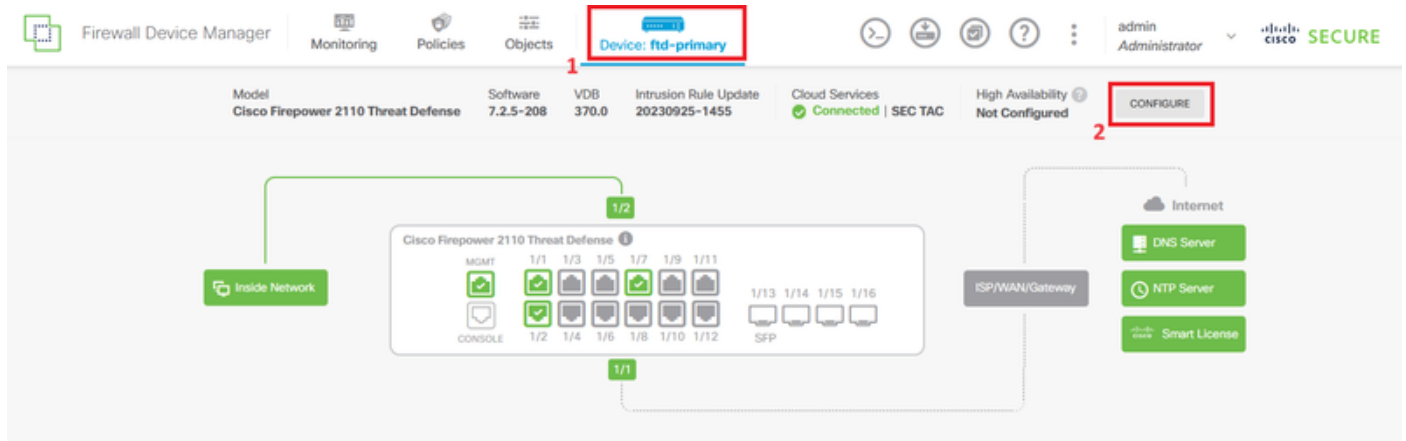 Firewall Device Manager
Monitoring
Policies
Objects
Device: ftd-primary
admin
Administrator
CISCO SECURE
1
Model
Cisco Firepower 2110 Threat Defense
Software
7.2.5-208
VDB
370.0
Intrusion Rule Update
20230925-1455
Cloud Services
Connected | SEC TAC
High Availability
Not Configured
CONFIGURE
2
1/2
Internet
Cisco Firepower 2110 Threat Defense
MGMT 1/1 1/3 1/5 1/7 1/9 1/11
1/13 1/14 1/15 1/16
CONSOLE 1/2 1/4 1/6 1/8 1/10 1/12 SFP
Inside Network
ISP/WAN/Gateway
DNS Server
NTP Server
CISCO Smart License
1/1